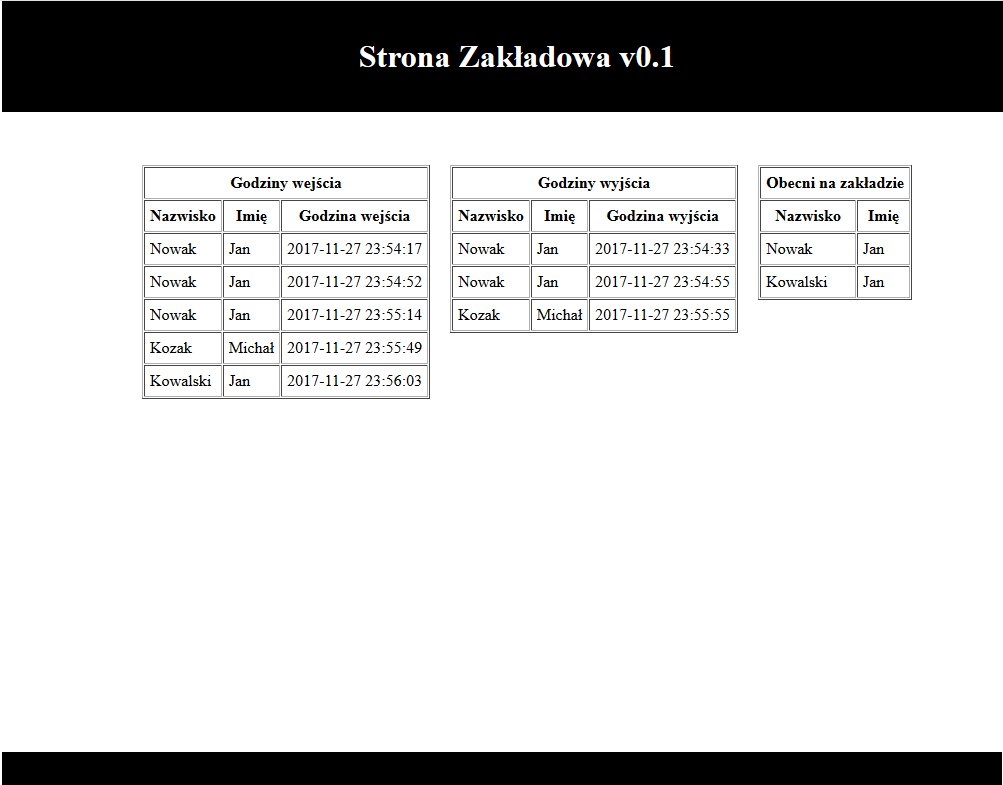 Strona Zakładowa v0.1
Godziny wejścia
Nazwisko Imię Godzina wejścia
Nowak Jan 2017-11-27 23:54:17
Nowak Jan 2017-11-27 23:54:52
Nowak Jan 2017-11-27 23:55:14
Kozak Michał 2017-11-27 23:55:49
Kowalski Jan 2017-11-27 23:56:03
Godziny wyjścia
Nazwisko Imię Godzina wyjścia
Nowak Jan 2017-11-27 23:54:33
Nowak Jan 2017-11-27 23:54:55
Kozak Michał 2017-11-27 23:55:55
Obecni na zakładzie
Nazwisko Imię
Nowak Jan
Kowalski Jan